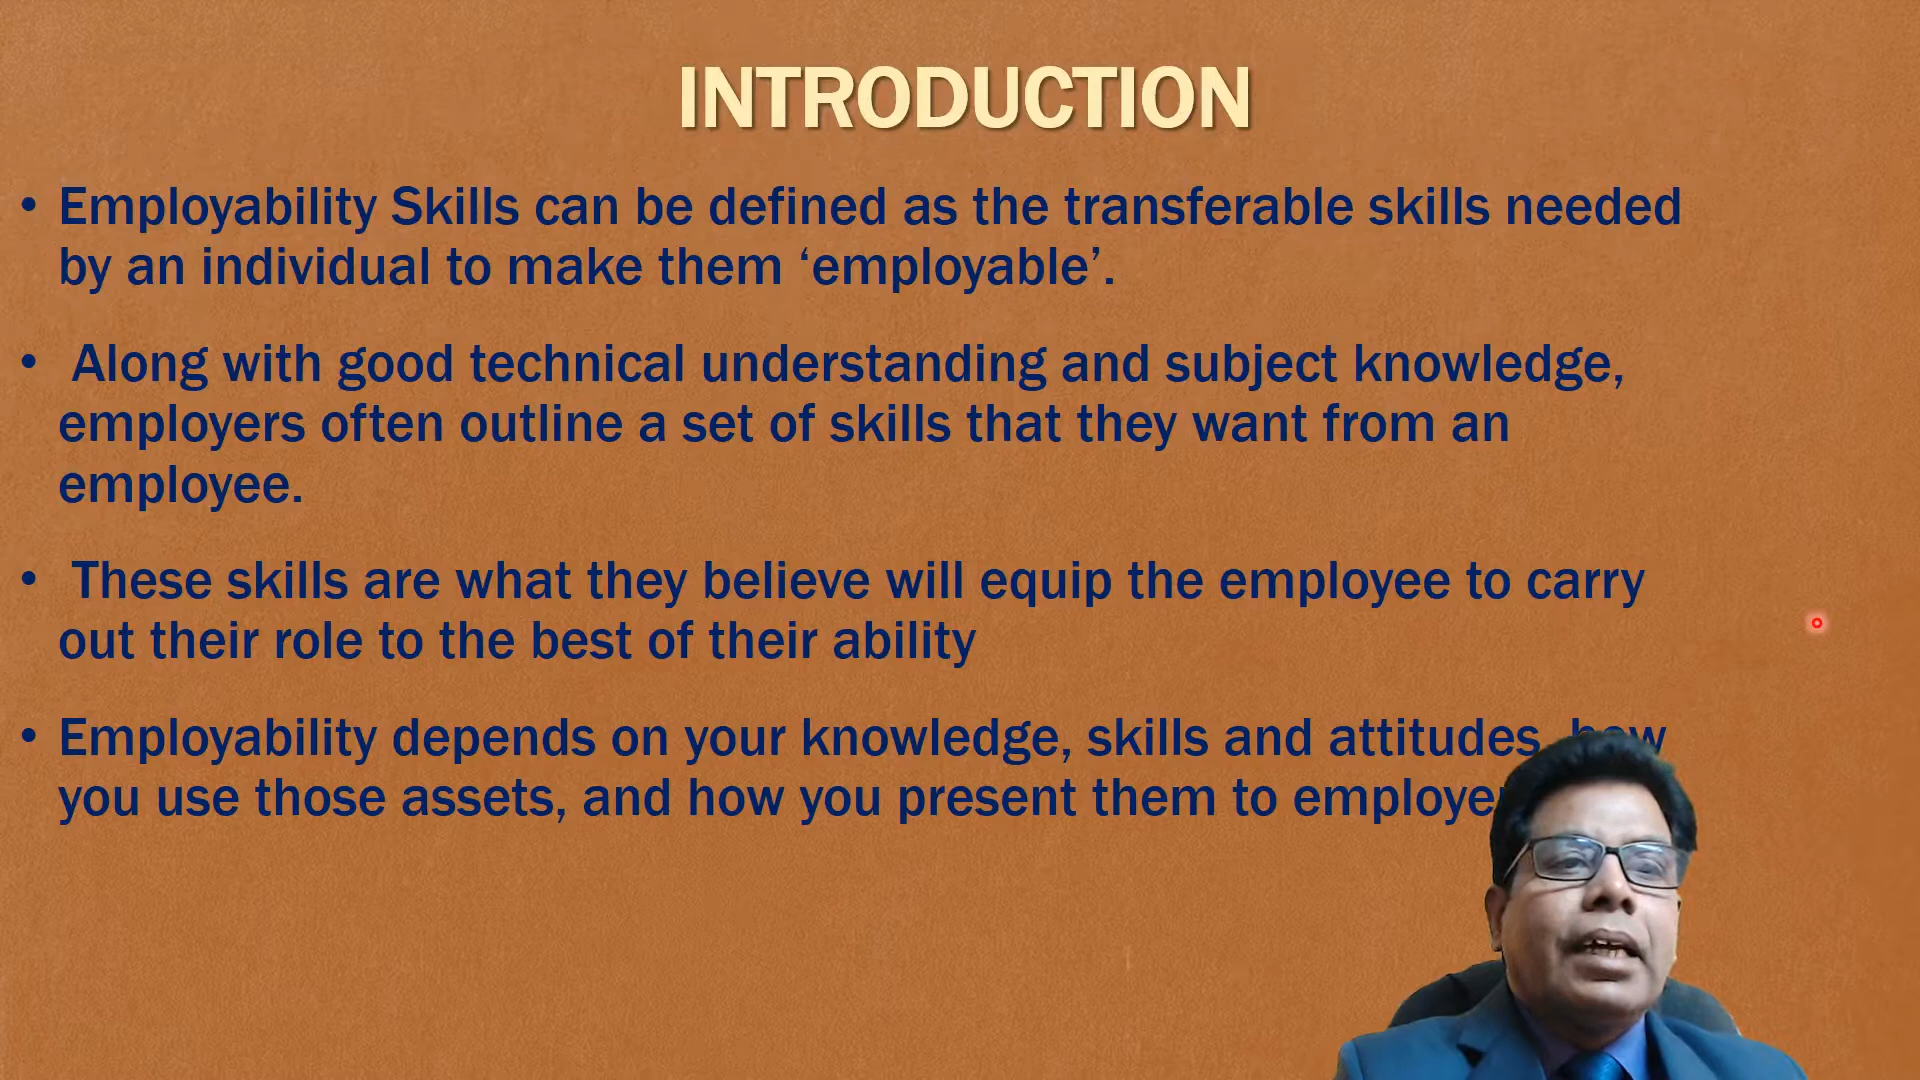 INTRODUCTION
• Employability Skills can be defined as the transferable skills needed
by an individual to make them ‘employable’.
• Along with good technical understanding and subject knowledge,
employers often outline a set of skills that they want from an
employee.
• These skills are what they believe will equip the employee to carry
out their role to the best of their ability
• Employability depends on your knowledge, skills and attitudes, how
you use those assets, and how you present them to